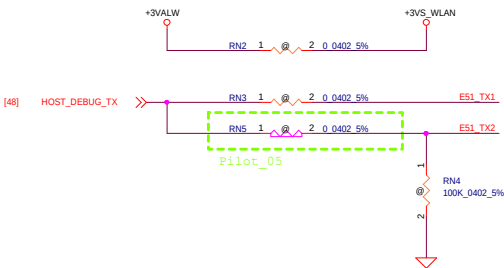 +3VALW +3VS_WLAN
RN2 1 @ 2 0_0402_5%
[48] HOST_DEBUG_TX RN3 1 @ 2 0_0402_5% E51_TX1
RN5 1 @ 2 0_0402_5% E51_TX2
Pilot_05
1
@ RN4
100K_0402_5%
2